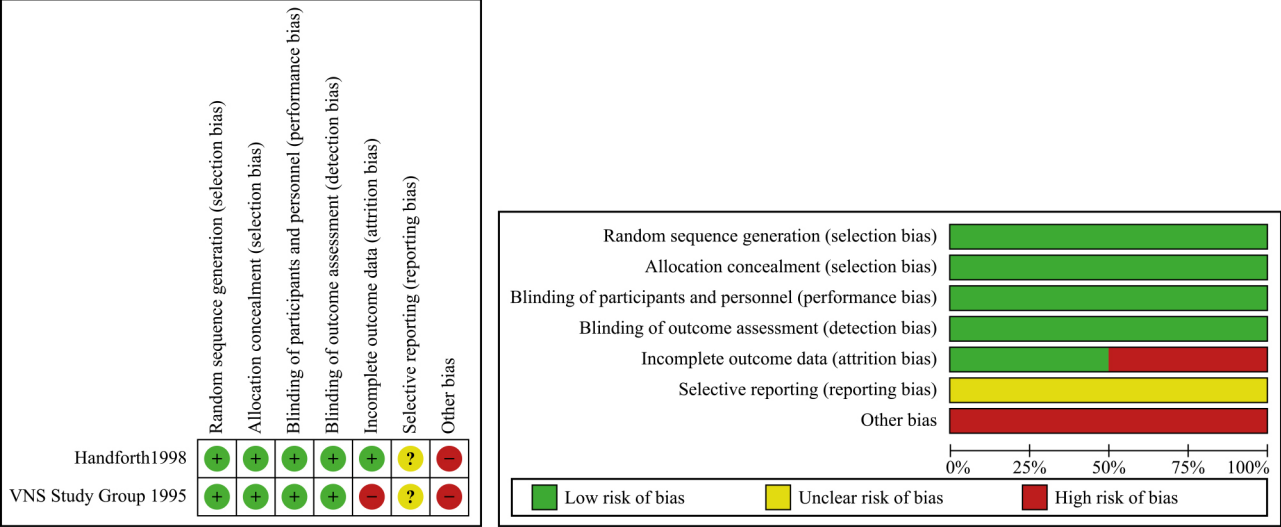 Random sequence generation (selection bias)
Allocation concealment (selection bias)
Blinding of participants and personnel (performance bias)
Blinding of outcome assessment (detection bias)
Incomplete outcome data (attrition bias)
Selective reporting (reporting bias)
Other bias
Handforth1998 + + + + + ? −
VNS Study Group 1995 + + + + − ? −
Random sequence generation (selection bias)
Allocation concealment (selection bias)
Blinding of participants and personnel (performance bias)
Blinding of outcome assessment (detection bias)
Incomplete outcome data (attrition bias)
Selective reporting (reporting bias)
Other bias
0% 25% 50% 75% 100%
Low risk of bias Unclear risk of bias High risk of bias